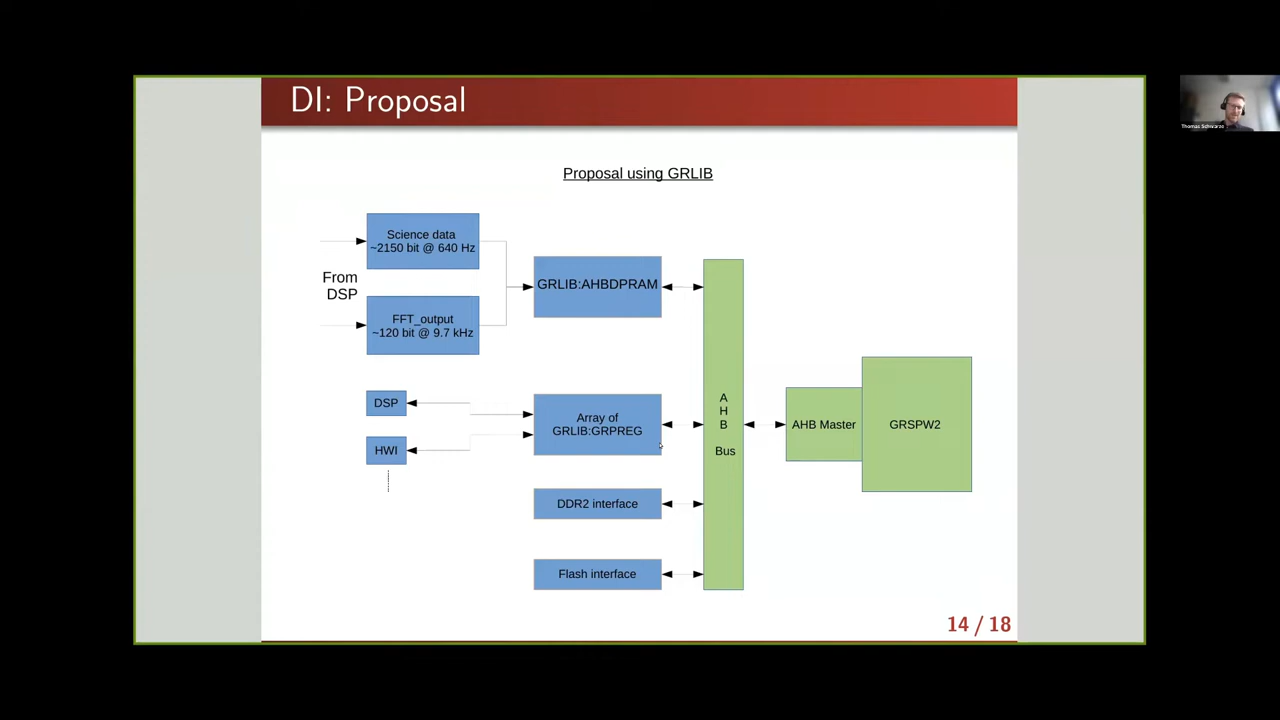 DI: Proposal
Thomas Schwarze
Proposal using GRLIB
Science data
~2150 bit @ 640 Hz
From
DSP
FFT_output
~120 bit @ 9.7 kHz
GRLIB:AHBDPRAM
DSP
HWI
Array of
GRLIB:GRPREG
DDR2 interface
Flash interface
A
H
B
Bus
AHB Master
GRSPW2
14 / 18